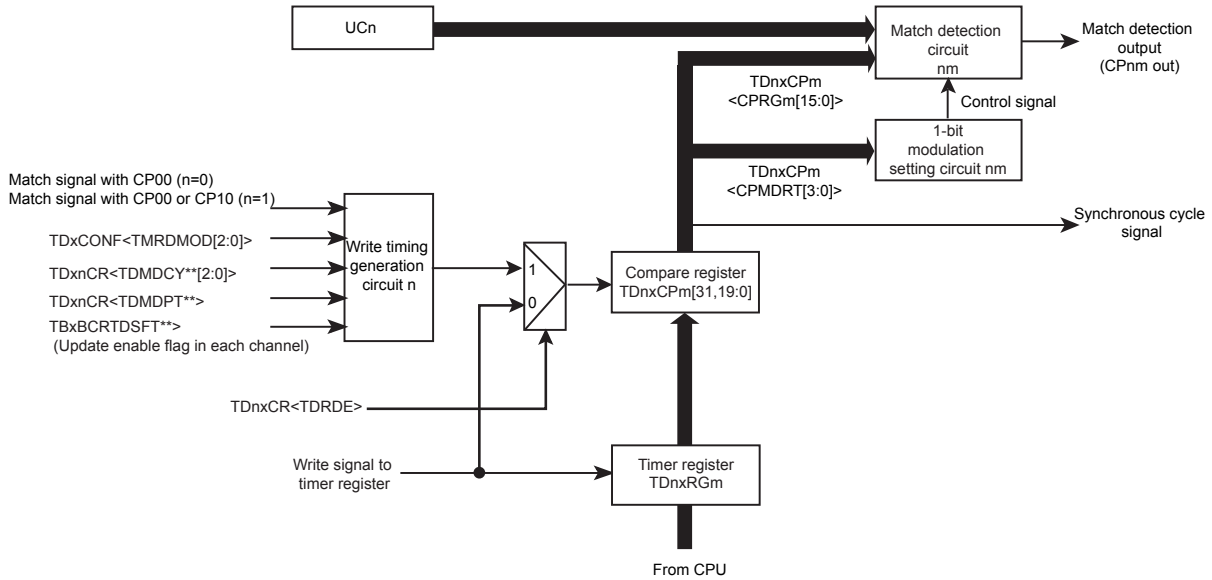 UCn
Match detection
circuit
nm
Match detection
output
(CPnm out)
TDnxCPm
<CPRGm[15:0]>
Control signal
1-bit
modulation
setting circuit nm
TDnxCPm
<CPMDRT[3:0]>
Match signal with CP00 (n=0)
Match signal with CP00 or CP10 (n=1)
Synchronous cycle
signal
TDxCONF<TMRDMOD[2:0]>
TDxnCR<TDMDCY**[2:0]>
TDxnCR<TDMDPT**>
TBxBCRTDSFT**>
(Update enable flag in each channel)
Write timing
generation
circuit n
1
0
Compare register
TDnxCPm[31,19:0]
TDnxCR<TDRDE>
Write signal to
timer register
Timer register
TDnxRGm
From CPU